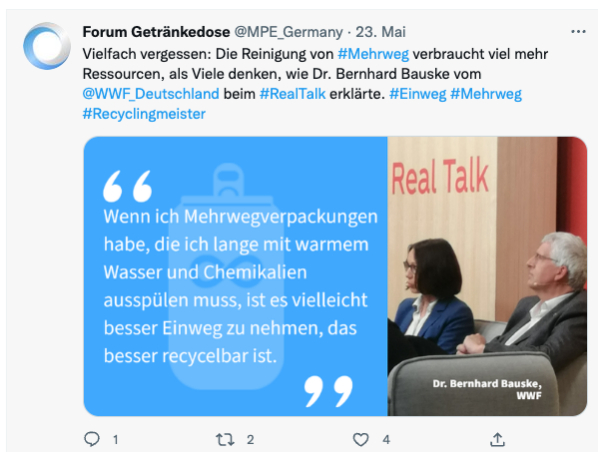 Forum Getränkedose @MPE_Germany · 23. Mai
Vielfach vergessen: Die Reinigung von #Mehrweg verbraucht viel mehr
Ressourcen, als Viele denken, wie Dr. Bernhard Bauske vom
@WWF_Deutschland beim #RealTalk erklärte. #Einweg #Mehrweg
#Recyclingmeister
“
Wenn ich Mehrwegverpackungen
habe, die ich lange mit warmem
Wasser und Chemikalien
ausspülen muss, ist es vielleicht
besser Einweg zu nehmen, das
besser recycelbar ist.
”
Real Talk
Dr. Bernhard Bauske,
WWF
1 2 4